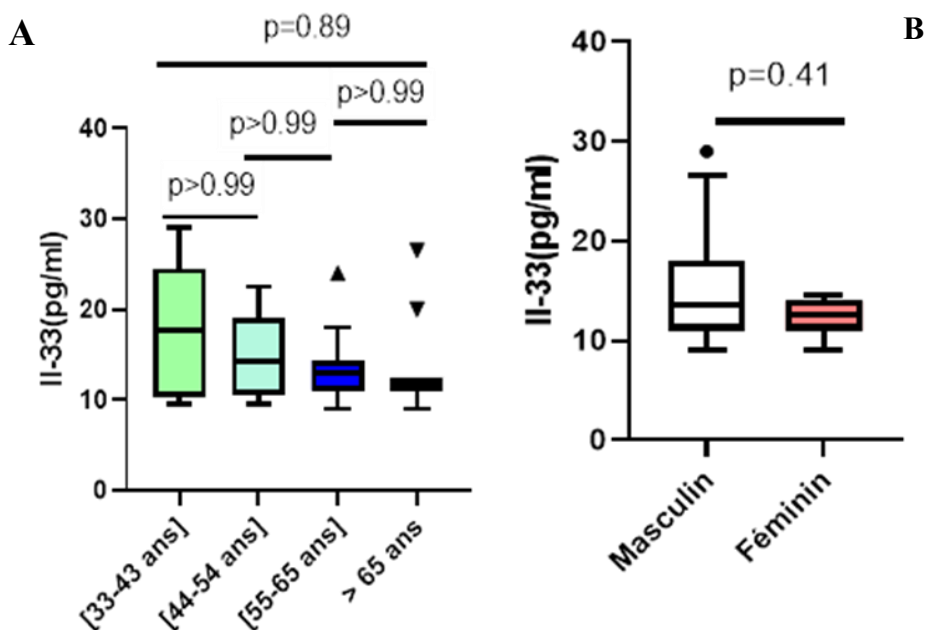 A
p=0.89
p>0.99
p>0.99
p>0.99
Il-33(pg/ml)
40
30
20
10
0
[33-43 ans]
[44-54 ans]
[55-65 ans]
> 65 ans
B
p=0.41
Il-33(pg/ml)
40
30
20
10
0
Masculin
Féminin